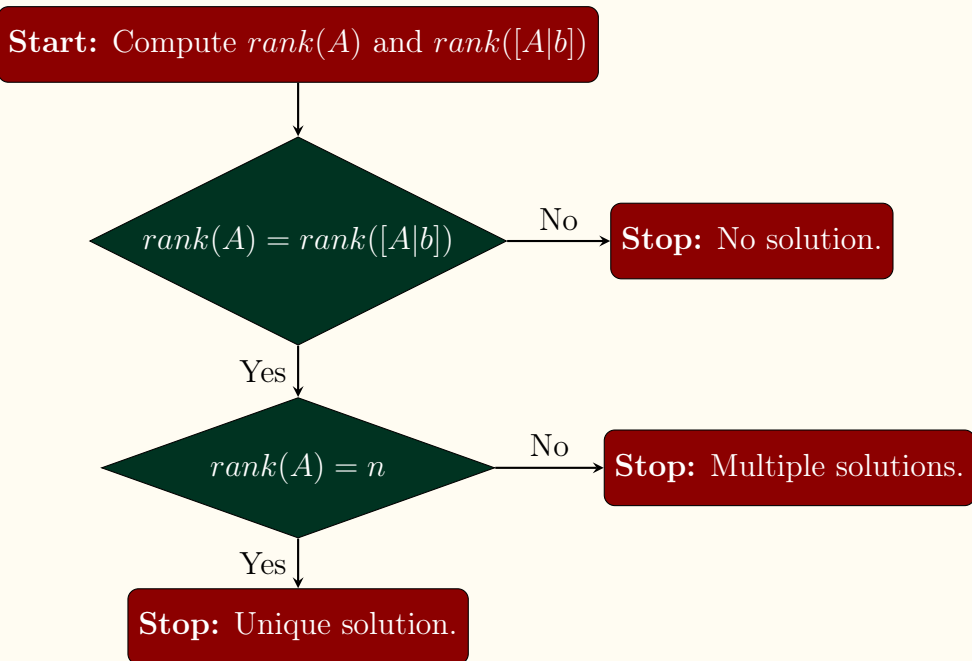 Start: Compute rank(A) and rank([A|b])
rank(A) = rank([A|b])
No
Stop: No solution.
Yes
rank(A) = n
No
Stop: Multiple solutions.
Yes
Stop: Unique solution.